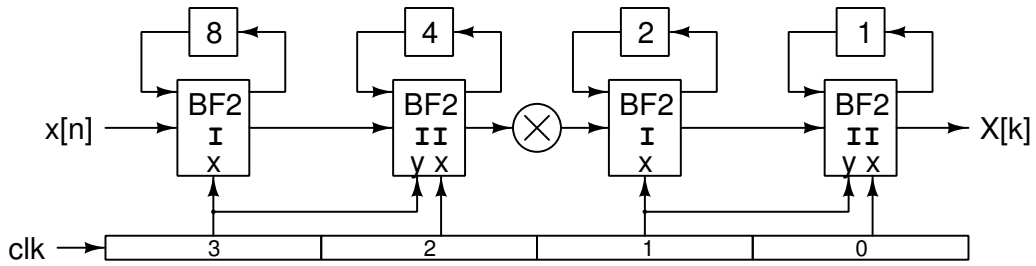 8 4 2 1
BF2 BF2 BF2 BF2
x[n] I II I II X[k]
x y x x y x
clk 3 2 1 0